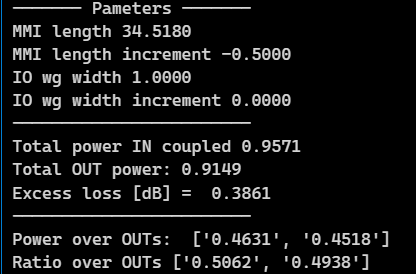 ─────── Pameters ───────
MMI length 34.5180
MMI length increment -0.5000
IO wg width 1.0000
IO wg width increment 0.0000
────────────────────────
Total power IN coupled 0.9571
Total OUT power: 0.9149
Excess loss [dB] =  0.3861
────────────────────────
Power over OUTs:  ['0.4631', '0.4518']
Ratio over OUTs ['0.5062', '0.4938']